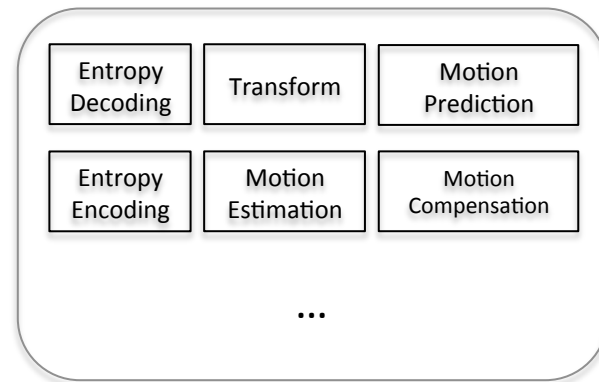 Entropy
Decoding
Transform
Motion
Prediction
Entropy
Encoding
Motion
Estimation
Motion
Compensation
...